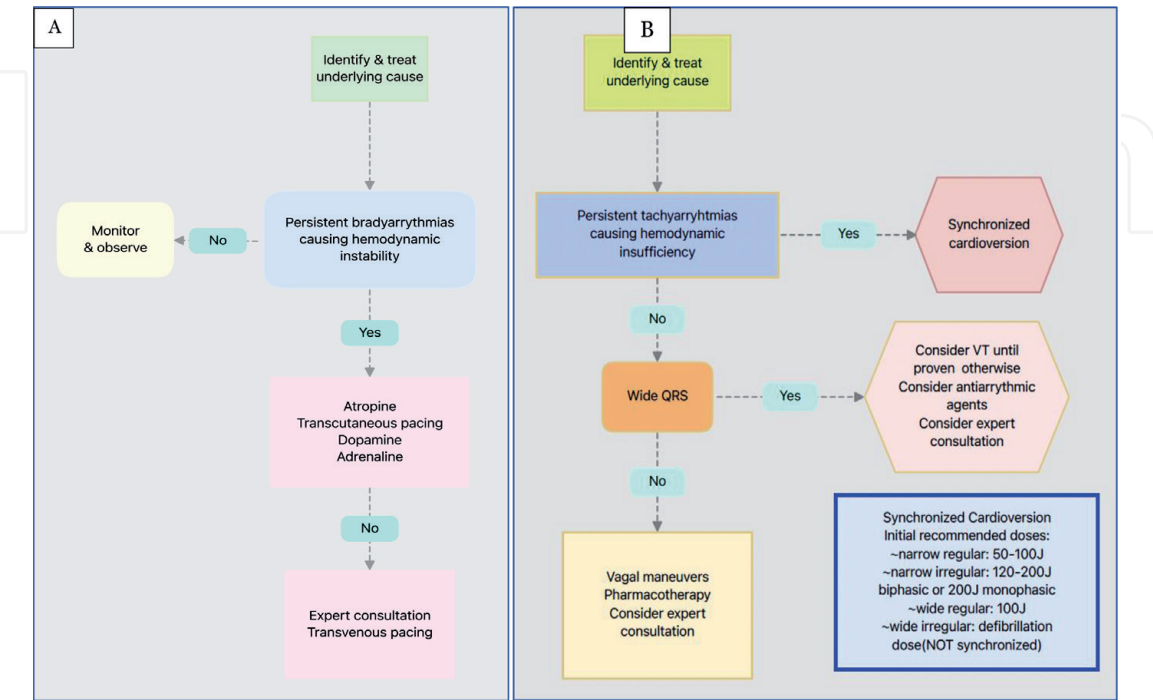 A
Identify & treat
underlying cause
Persistent bradyarrythmias
causing hemodynamic
instability
No
Monitor
& observe
Yes
Atropine
Transcutaneous pacing
Dopamine
Adrenaline
No
Expert consultation
Transvenous pacing
B
Identify & treat
underlying cause
Persistent tachyarryhtmias
causing hemodynamic
insufficiency
Yes
Synchronized
cardioversion
No
Wide QRS
Yes
Consider VT until
proven otherwise
Consider antiarrythmic
agents
Consider expert
consultation
No
Vagal maneuvers
Pharmacotherapy
Consider expert
consultation
Synchronized Cardioversion
Initial recommended doses:
~narrow regular: 50-100J
~narrow irregular: 120-200J
biphasic or 200J monophasic
~wide regular: 100J
~wide irregular: defibrillation
dose(NOT synchronized)